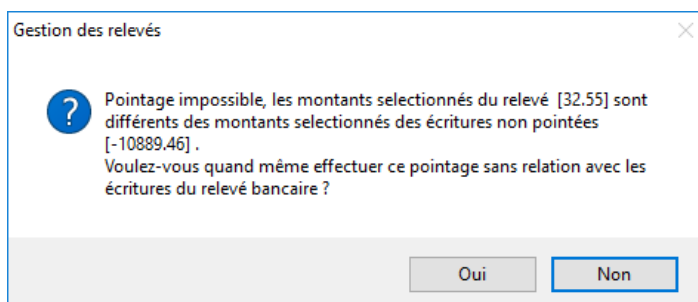 Gestion des relevés
Pointage impossible, les montants selectionnés du relevé  [32.55] sont
différents des montants selectionnés des écritures non pointées
[-10889.46] .
Voulez-vous quand même effectuer ce pointage sans relation avec les
écritures du relevé bancaire ?
Oui
Non